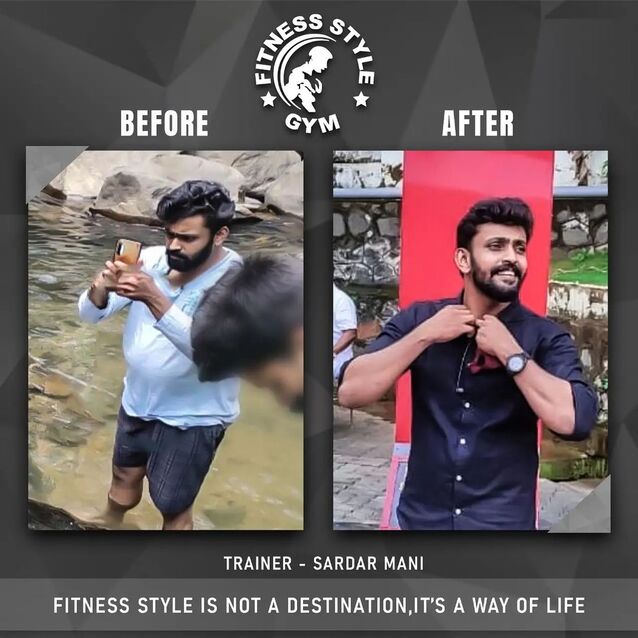 FITNESS STYLE
GYM
BEFORE
AFTER
TRAINER - SARDAR MANI
FITNESS STYLE IS NOT A DESTINATION,IT'S A WAY OF LIFE